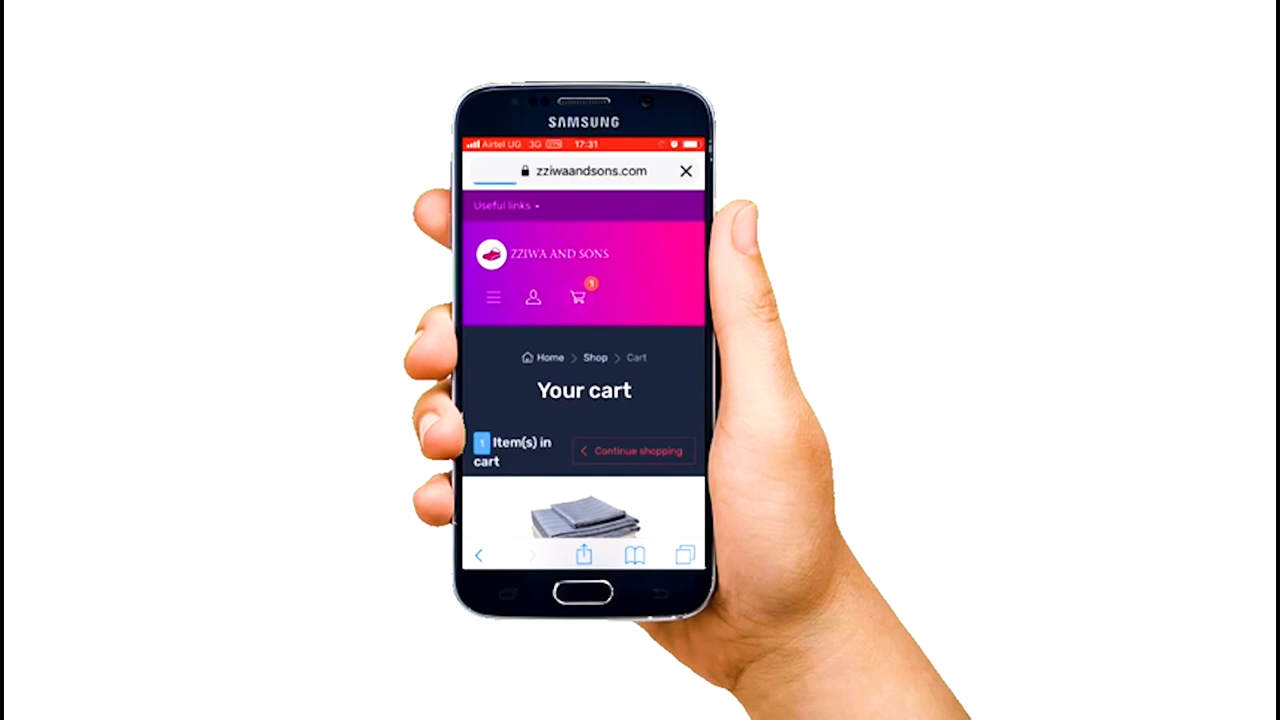 SAMSUNG
Airtel UG 3G VPN 17:31
zziwaandsons.com
Useful links
ZZIWA AND SONS
1
Home > Shop > Cart
Your cart
1 Item(s) in
cart
Continue shopping